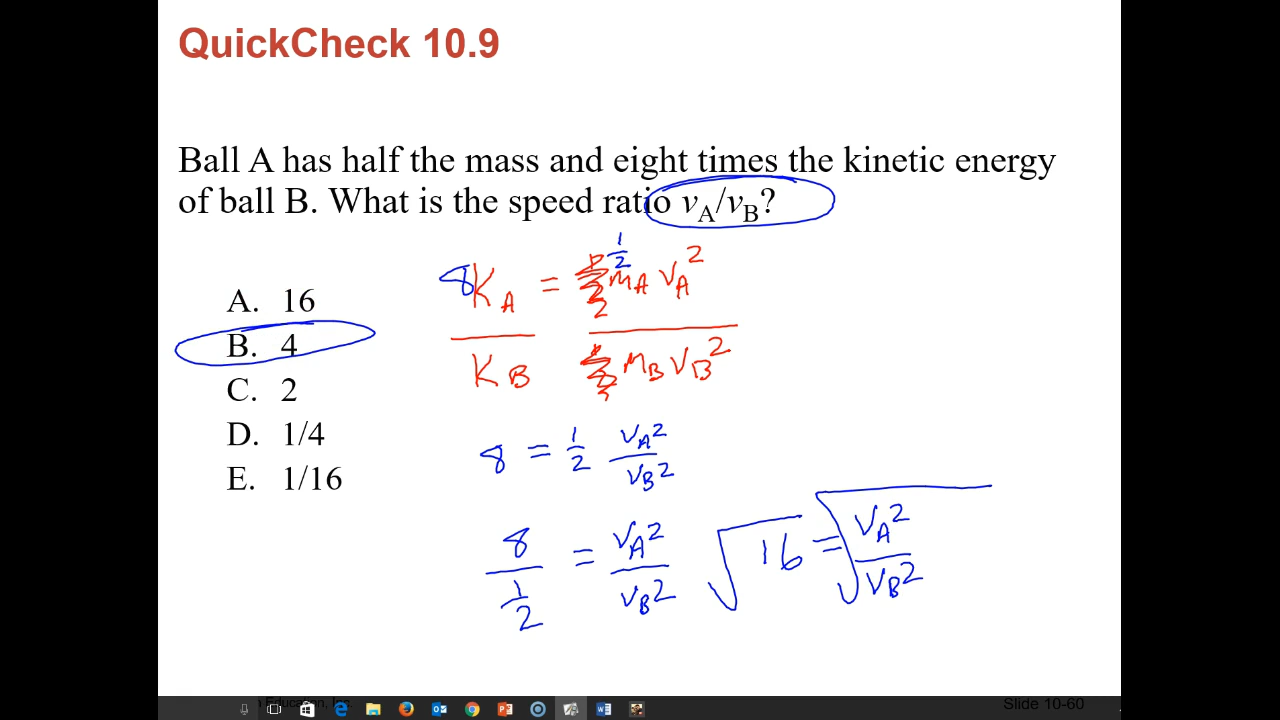 QuickCheck 10.9
Ball A has half the mass and eight times the kinetic energy
of ball B. What is the speed ratio vA/vB?
A. 16
B. 4
C. 2
D. 1/4
E. 1/16
8KA = 1/2 mA vA²
KB mB vB²
8 = 1/2 vA²/vB²
8/(1/2) = vA²/vB² √16 = √(vA²/vB²)
Education, Inc.
Slide 10-60